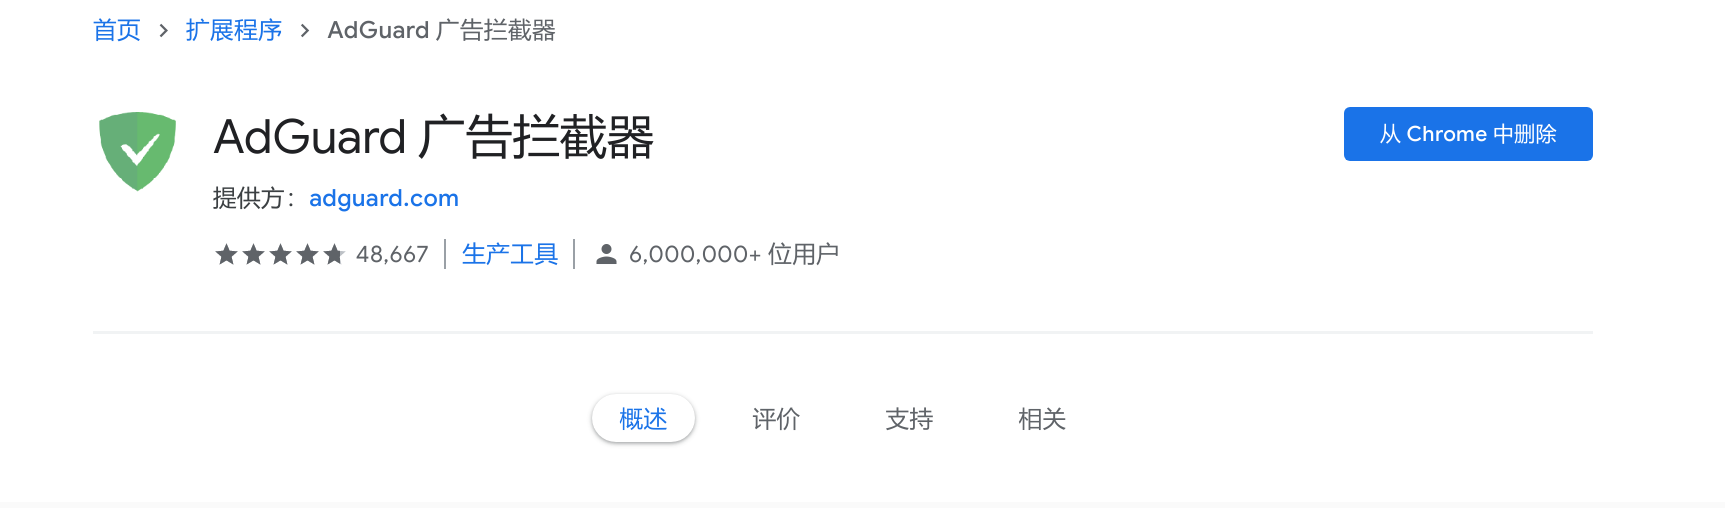 首页 > 扩展程序 > AdGuard 广告拦截器
AdGuard 广告拦截器
从 Chrome 中删除
提供方：adguard.com
48,667 | 生产工具 | 6,000,000+ 位用户
概述 评价 支持 相关